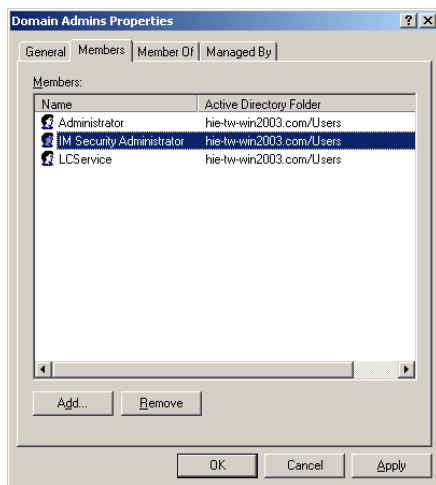 Domain Admins Properties
General Members Member Of Managed By
Members:
Name Active Directory Folder
Administrator hie-tw-win2003.com/Users
IM Security Administrator hie-tw-win2003.com/Users
LCService hie-tw-win2003.com/Users
Add... Remove
OK Cancel Apply